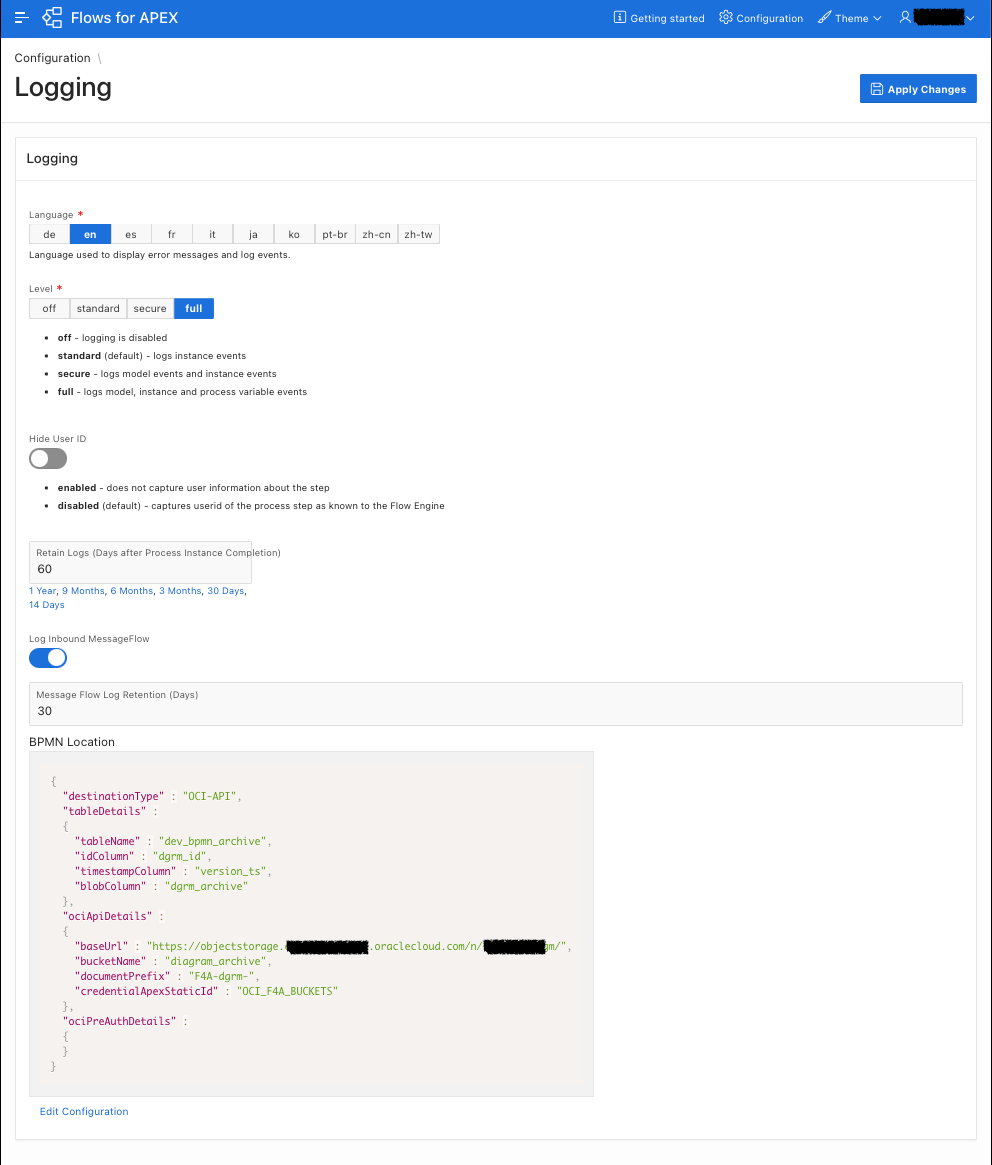 Flows for APEX
Getting started
Configuration
Theme
Configuration \
Logging
Apply Changes
Logging
Language *
de en es fr it ja ko pt-br zh-cn zh-tw
Language used to display error messages and log events.
Level *
off standard secure full
• off - logging is disabled
• standard (default) - logs instance events
• secure - logs model events and instance events
• full - logs model, instance and process variable events
Hide User ID
• enabled - does not capture user information about the step
• disabled (default) - captures userid of the process step as known to the Flow Engine
Retain Logs (Days after Process Instance Completion)
60
1 Year, 9 Months, 6 Months, 3 Months, 30 Days,
14 Days
Log Inbound MessageFlow
Message Flow Log Retention (Days)
30
BPMN Location
{
"destinationType" : "OCI-API",
"tableDetails" :
{
"tableName" : "dev_bpmn_archive",
"idColumn" : "dgrm_id",
"timestampColumn" : "version_ts",
"blobColumn" : "dgrm_archive"
},
"ociApiDetails" :
{
"baseUrl" : "https://objectstorage. .oraclecloud.com/n/ m/",
"bucketName" : "diagram_archive",
"documentPrefix" : "F4A-dgrm-",
"credentialApexStaticId" : "OCI_F4A_BUCKETS"
},
"ociPreAuthDetails" :
{
}
}
Edit Configuration